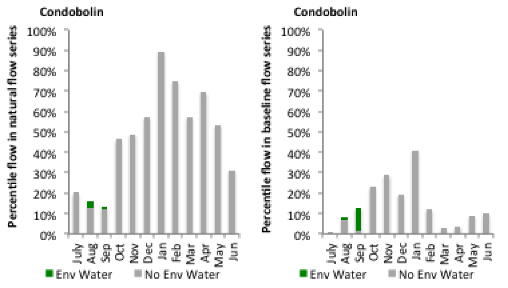 Condobolin
Percentile flow in natural flow series
100%
90%
80%
70%
60%
50%
40%
30%
20%
10%
0%
July Aug Sep Oct Nov Dec Jan Feb Mar Apr May Jun
Env Water No Env Water
Condobolin
Percentile flow in baseline flow series
100%
90%
80%
70%
60%
50%
40%
30%
20%
10%
0%
July Aug Sep Oct Nov Dec Jan Feb Mar Apr May Jun
Env Water No Env Water